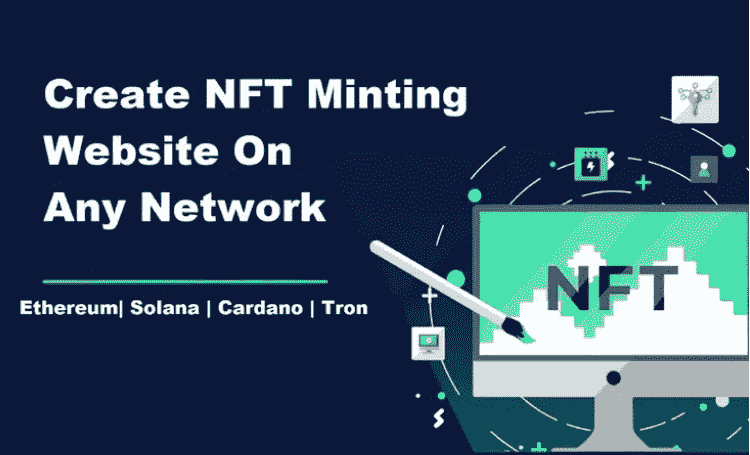 Create NFT Minting
Website On
Any Network
Ethereum| Solana | Cardano | Tron
NFT